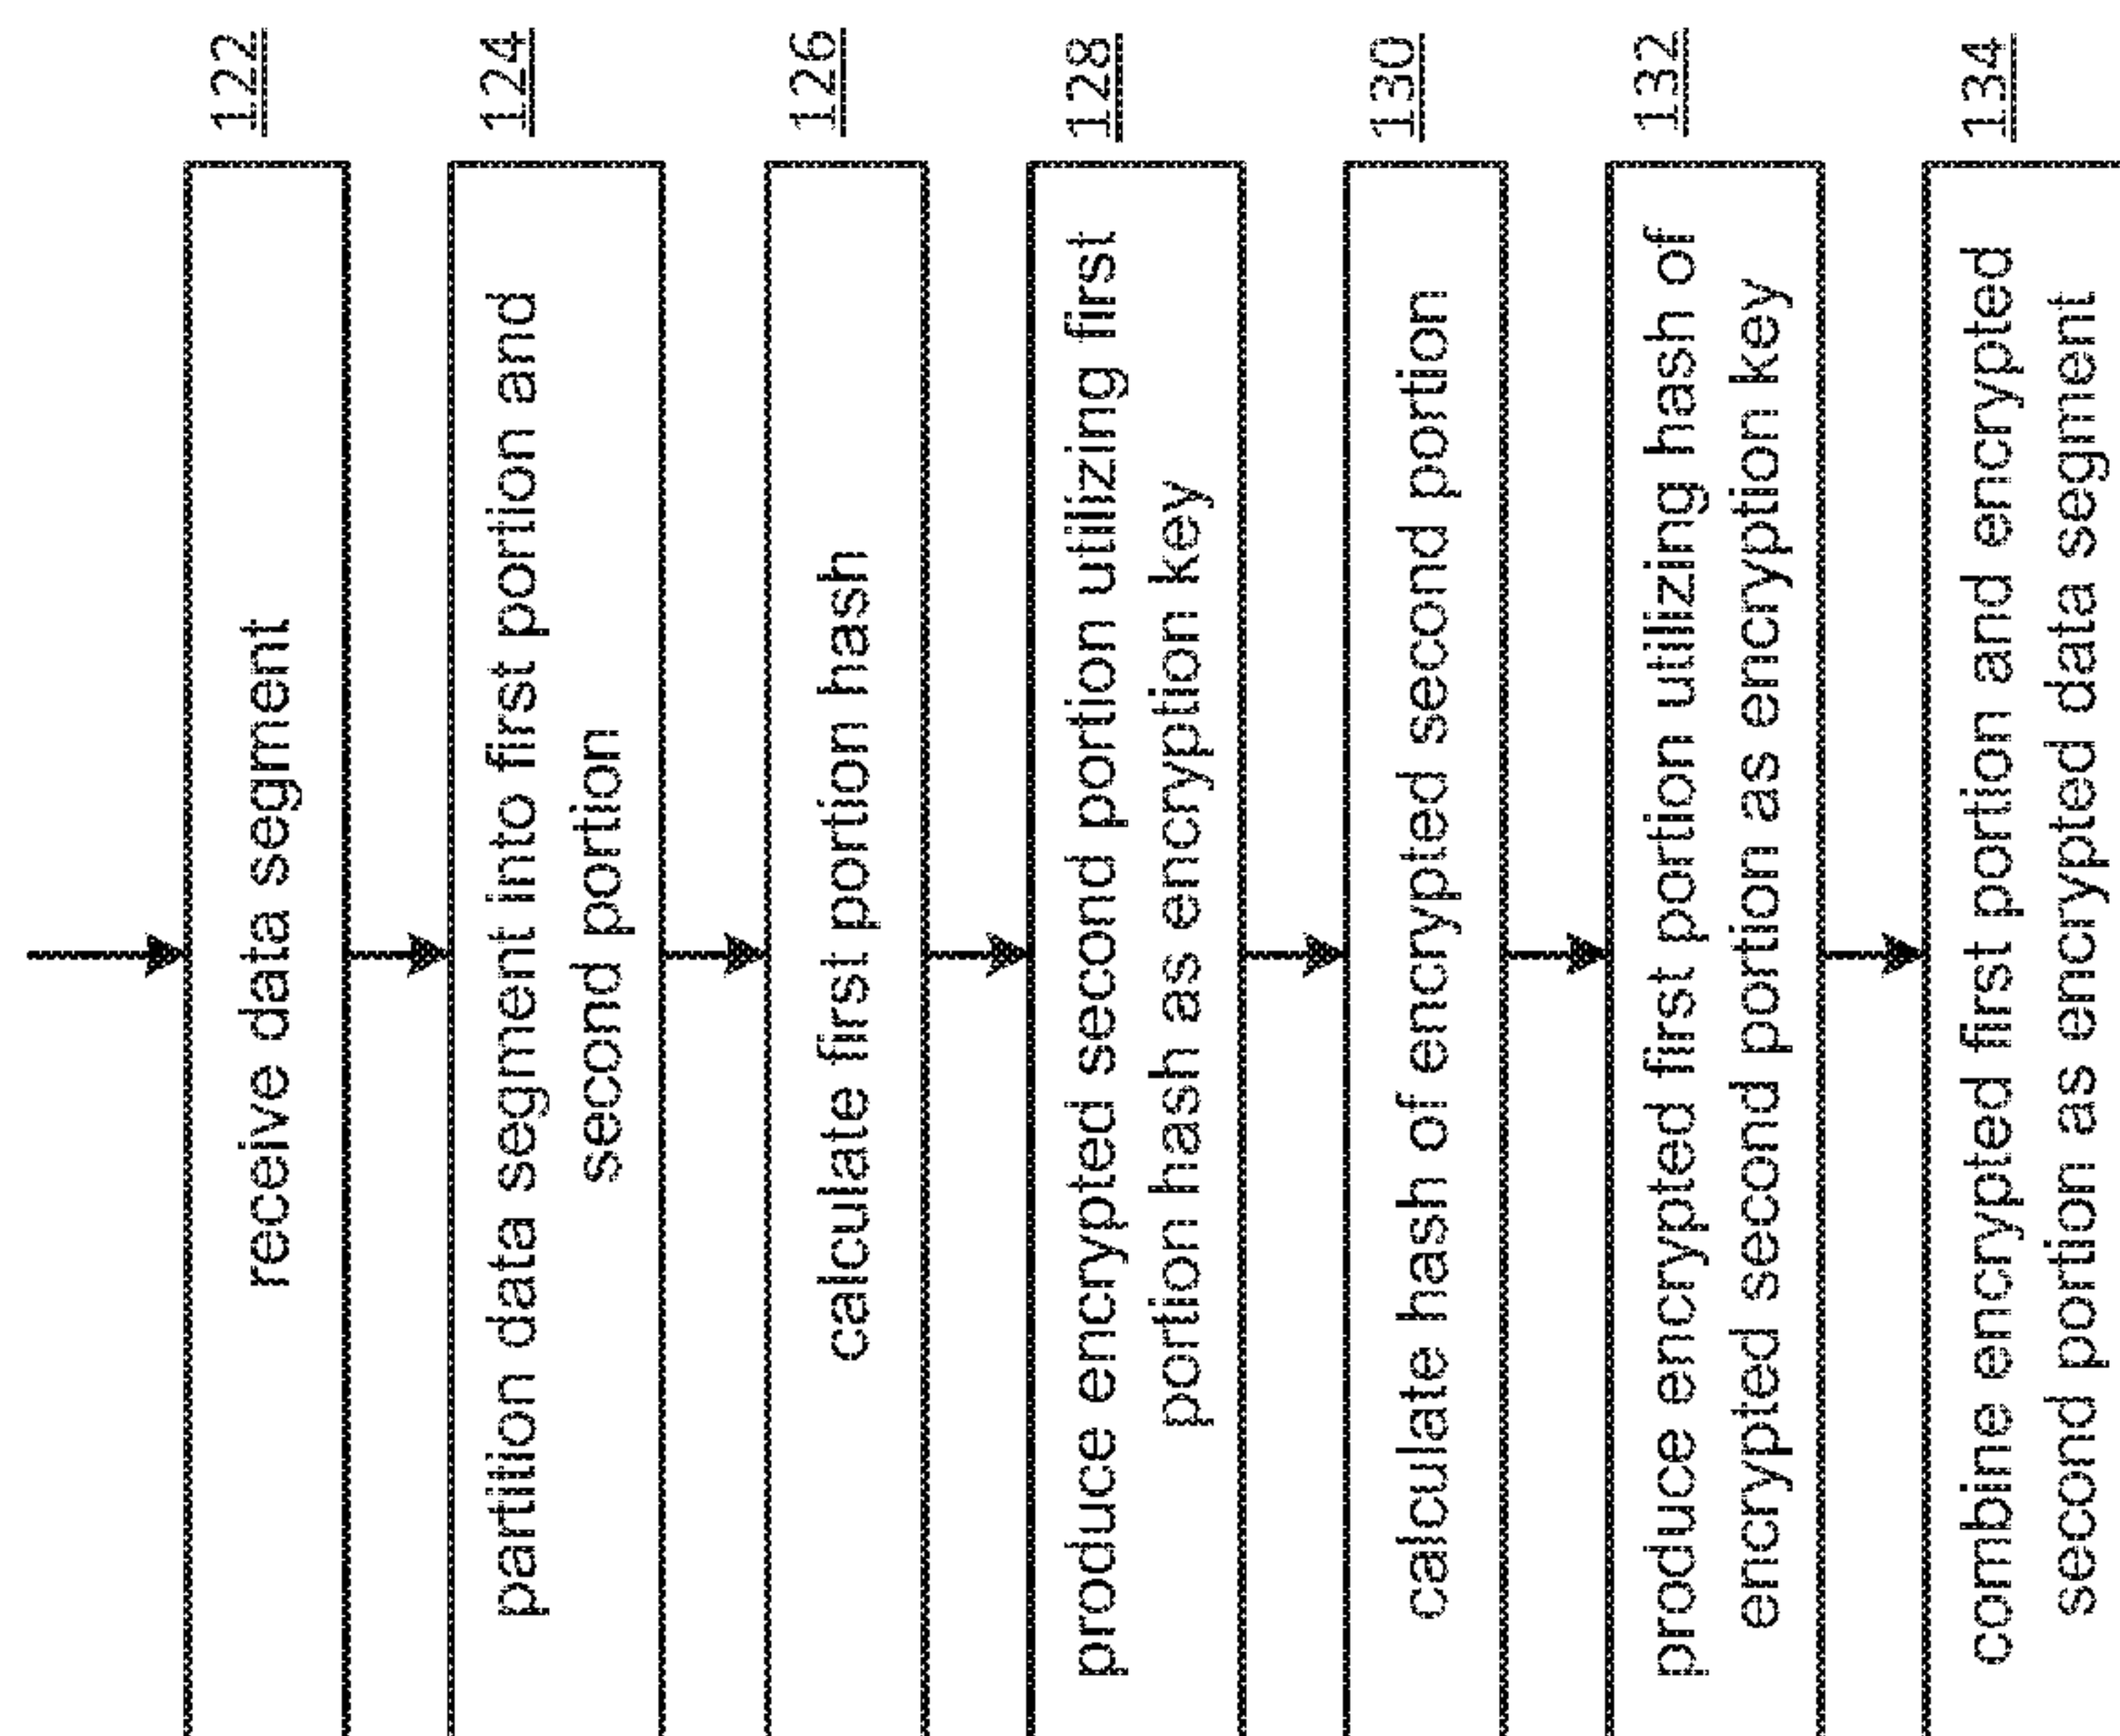 122
receive data segment
124
partition data segment into first portion and
second portion
126
calculate first portion hash
128
produce encrypted second portion utilizing first
portion hash as encryption key
130
calculate hash of encrypted second portion
132
produce encrypted first portion utilizing hash of
encrypted second portion as encryption key
134
combine encrypted first portion and encrypted
second portion as encrypted data segment